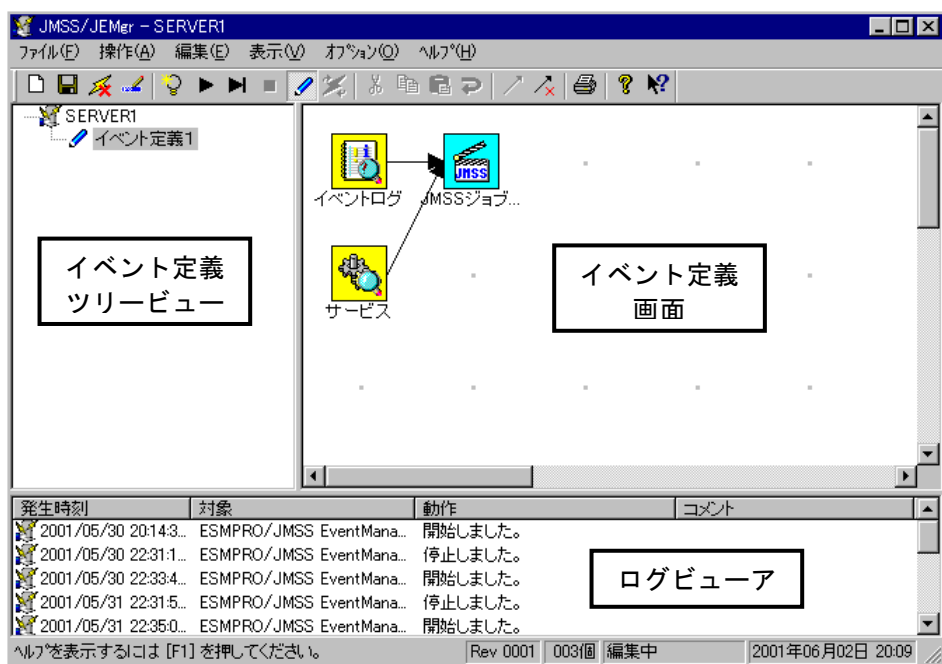 JMSS/JEMgr - SERVER1
ファイル(F) 操作(A) 編集(E) 表示(V) オプション(O) ヘルプ(H)
SERVER1
イベント定義1
イベントログ
JMSSジョブ...
JMSS
サービス
イベント定義
ツリービュー
イベント定義
画面
発生時刻 対象 動作 コメント
2001/05/30 20:14:3... ESMPRO/JMSS EventMana... 開始しました。
2001/05/30 22:31:1... ESMPRO/JMSS EventMana... 停止しました。
2001/05/30 22:33:4... ESMPRO/JMSS EventMana... 開始しました。
2001/05/31 22:31:5... ESMPRO/JMSS EventMana... 停止しました。
2001/05/31 22:35:0... ESMPRO/JMSS EventMana... 開始しました。
ログビューア
ヘルプを表示するには [F1] を押してください。 Rev 0001 003個 編集中 2001年06月02日 20:09